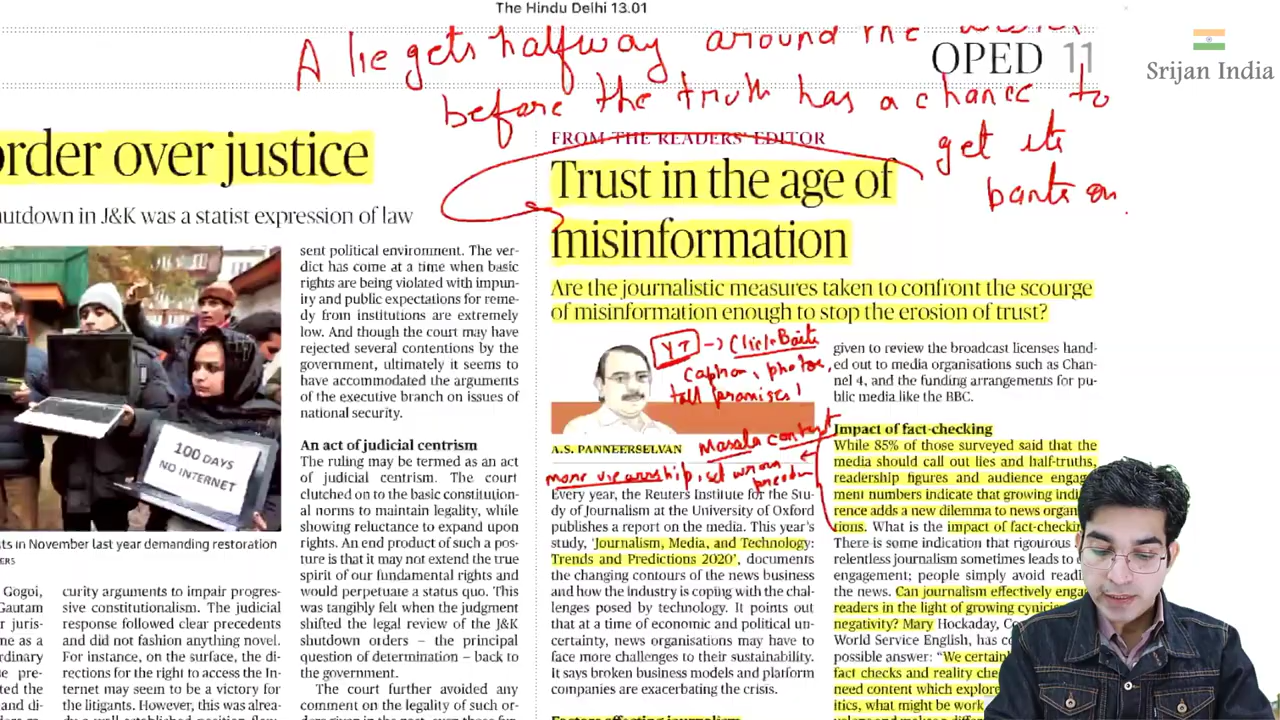 The Hindu Delhi 13.01
Srijan India
A lie gets halfway around the
before the truth has a chance to
get its
pants on.
OPED 11
order over justice
hutdown in J&K was a statist expression of law
100 DAYS
NO INTERNET
ts in November last year demanding restoration
ERS
Gogoi,
Gautam
juris-
me as a
rdinary
se pre-
ted the
and di-
curity arguments to impair progres-
sive constitutionalism. The judicial
response followed clear precedents
and did not fashion anything novel.
For instance, on the surface, the di-
rections for the right to access the In-
ternet may seem to be a victory for
the litigants. However, this was alrea-
sent political environment. The ver-
dict has come at a time when basic
rights are being violated with impun-
ity and public expectations for reme-
dy from institutions are extremely
low. And though the court may have
rejected several contentions by the
government, ultimately it seems to
have accommodated the arguments
of the executive branch on issues of
national security.
An act of judicial centrism
The ruling may be termed as an act
of judicial centrism. The court
clutched on to the basic constitution-
al norms to maintain legality, while
showing reluctance to expand upon
rights. An end product of such a pos-
ture is that it may not extend the true
spirit of our fundamental rights and
would perpetuate a status quo. This
was tangibly felt when the judgment
shifted the legal review of the J&K
shutdown orders – the principal
question of determination – back to
the government.
The court further avoided any
comment on the legality of such or-
FROM THE READERS' EDITOR
Trust in the age of
misinformation
Are the journalistic measures taken to confront the scourge
of misinformation enough to stop the erosion of trust?
YT → Click Baits
caption, photos,
tall promises!
Masala content
more viewership, set wrong
A.S. PANNEERSELVAN
Every year, the Reuters Institute for the Stu-
dy of Journalism at the University of Oxford
publishes a report on the media. This year's
study, 'Journalism, Media, and Technology:
Trends and Predictions 2020', documents
the changing contours of the news business
and how the industry is coping with the chal-
lenges posed by technology. It points out
that at a time of economic and political un-
certainty, news organisations may have to
face more challenges to their sustainability.
It says broken business models and platform
companies are exacerbating the crisis.
Factors affecting journalism
given to review the broadcast licenses hand-
ed out to media organisations such as Chan-
nel 4, and the funding arrangements for pu-
blic media like the BBC.
Impact of fact-checking
While 85% of those surveyed said that the
media should call out lies and half-truths,
readership figures and audience engag
ment numbers indicate that growing indi
rence adds a new dilemma to news organ
tions. What is the impact of fact-checkin
There is some indication that rigorous
relentless journalism sometimes leads to
engagement; people simply avoid readi
the news. Can journalism effectively enga
readers in the light of growing cynicis
negativity? Mary Hockaday, Co
World Service English, has c
possible answer: "We certain
fact checks and reality che
need content which explore
itics, what might be work